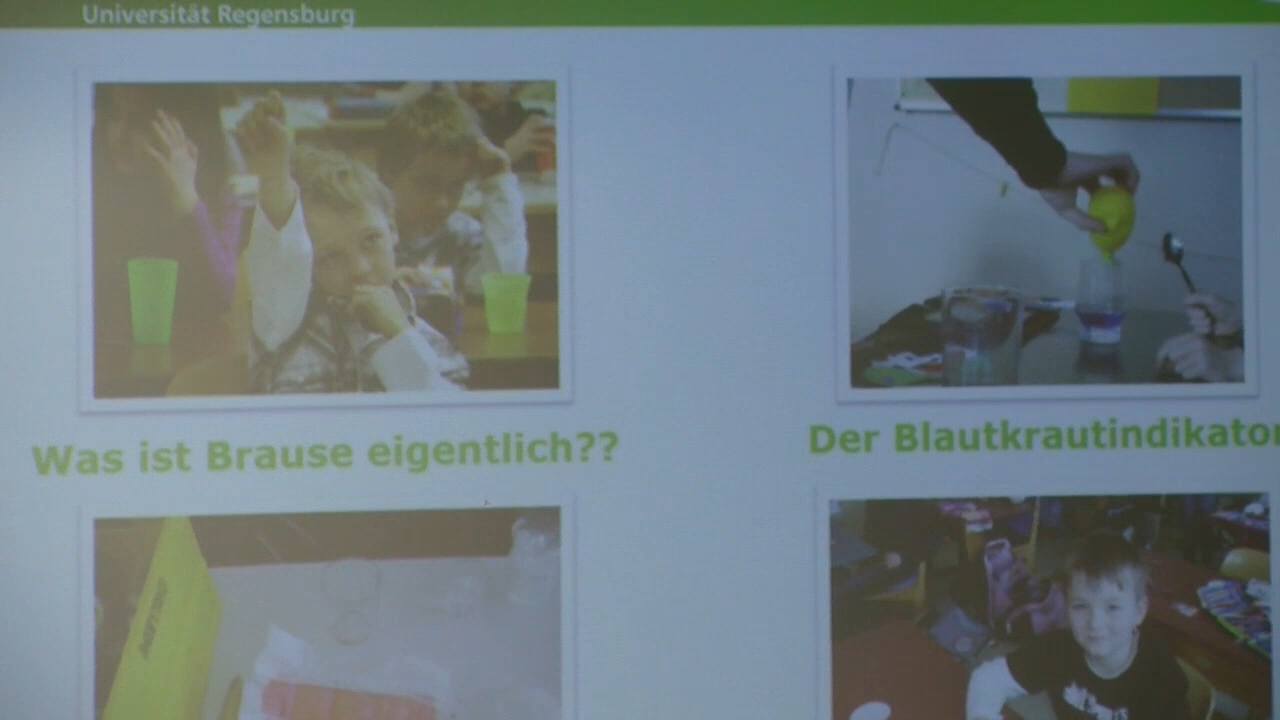 Universität Regensburg
Was ist Brause eigentlich??
Der Blautkrautindikator